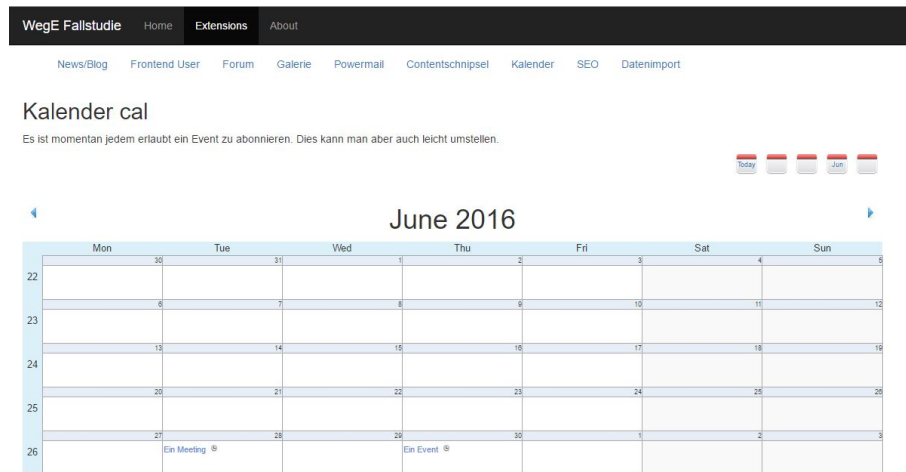 WegE Fallstudie Home Extensions About
News/Blog Frontend User Forum Galerie Powermail Contentschnipsel Kalender SEO Datenimport
Kalender cal
Es ist momentan jedem erlaubt ein Event zu abonnieren. Dies kann man aber auch leicht umstellen.
Today Jun
June 2016
Mon Tue Wed Thu Fri Sat Sun
30 31 1 2 3 4 5
22
6 7 8 9 10 11 12
23
13 14 15 16 17 18 19
24
20 21 22 23 24 25 26
25
27 28 29 30 1 2 3
26 Ein Meeting Ein Event